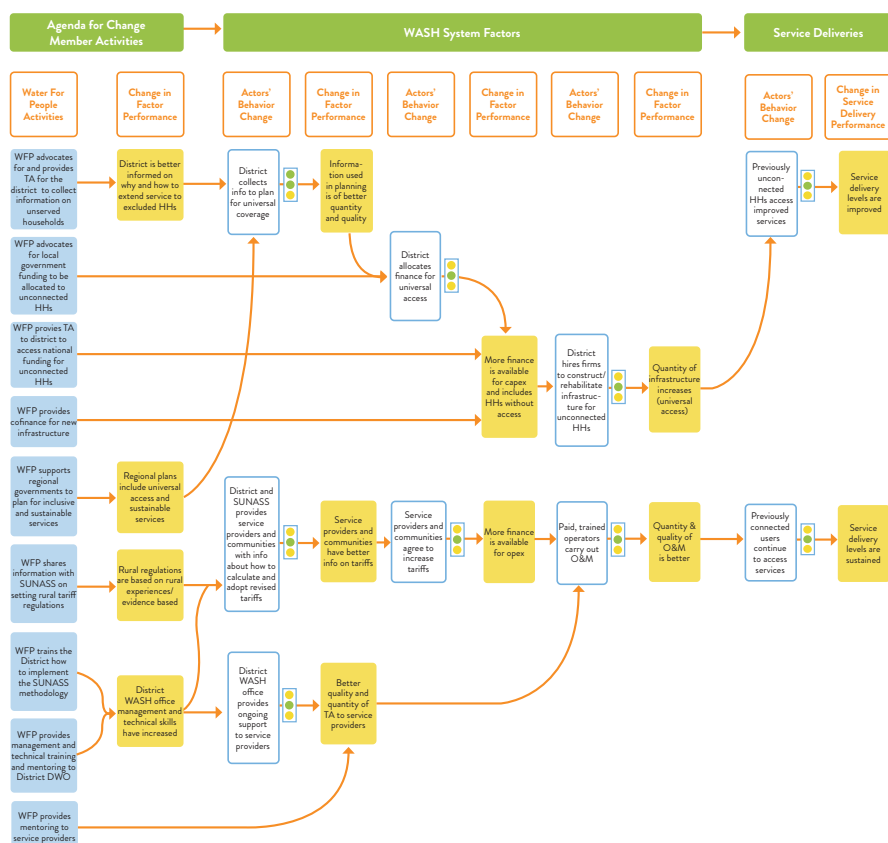 Agenda for Change
Member Activities
WASH System Factors
Service Deliveries
Water For
People
Activities
Change in
Factor
Performance
Actors'
Behavior
Change
Change in
Factor
Performance
Actors'
Behavior
Change
Change in
Factor
Performance
Actors'
Behavior
Change
Change in
Factor
Performance
Actors'
Behavior
Change
Change in
Service
Delivery
Performance
WFP advocates
for and provides
TA for the
district to collect
information on
unserved
households
District is better
informed on
why and how to
extend service to
excluded HHs
District
collects
info to plan
for universal
coverage
Informa-
tion used
in planning
is of better
quantity
and quality
Previously
uncon-
nected
HHs access
improved
services
Service
delivery
levels are
improved
WFP advocates
for local
government
funding to be
allocated to
unconnected
HHs
District
allocates
finance for
universal
access
WFP provies TA
to district to
access national
funding for
unconnected
HHs
More finance
is available
for capex
and includes
HHs without
access
District
hires firms
to construct/
rehabilitate
infrastruc-
ture for
unconnected
HHs
Quantity of
infrastructure
increases
(universal
access)
WFP provides
cofinance for new
infrastructure
WFP supports
regional
governments to
plan for inclusive
and sustainable
services
Regional plans
include universal
access and
sustainable
services
District and
SUNASS
provides
service
providers and
communities
with info
about how to
calculate and
adopt revised
tariffs
Service
providers and
communities
have better
info on tariffs
Service
providers and
communities
agree to
increase
tariffs
More finance
is available
for opex
Paid, trained
operators
carry out
O&M
Quantity &
quality of
O&M
is better
Previously
connected
users
continue
to access
services
Service
delivery
levels are
sustained
WFP shares
information with
SUNASS on
setting rural tariff
regulations
Rural regulations
are based on rural
experiences/
evidence based
WFP trains the
District how
to implement
the SUNASS
methodology
District
WASH office
management and
technical skills
have increased
District
WASH
office
provides
ongoing
support
to service
providers
Better
quality and
quantity of
TA to service
providers
WFP provides
management and
technical training
and mentoring to
District DWO
WFP provides
mentoring to
service providers